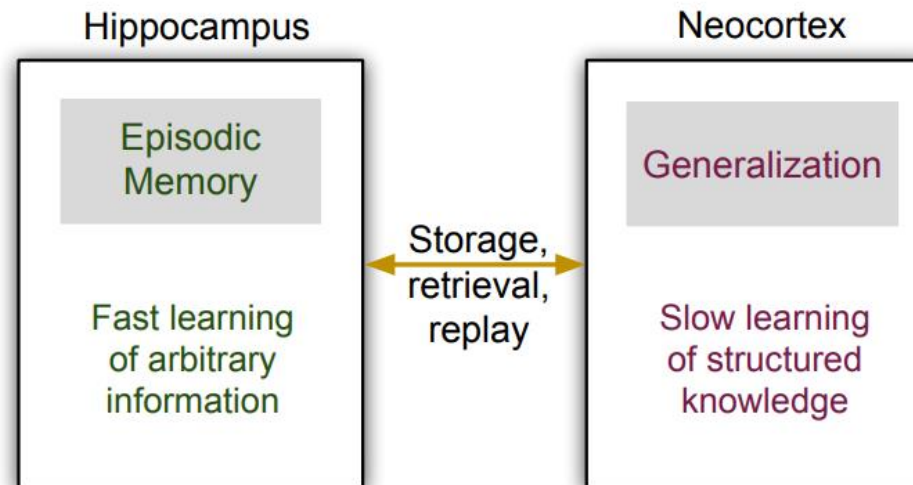 Hippocampus
Episodic
Memory
Fast learning
of arbitrary
information
Storage,
retrieval,
replay
Neocortex
Generalization
Slow learning
of structured
knowledge